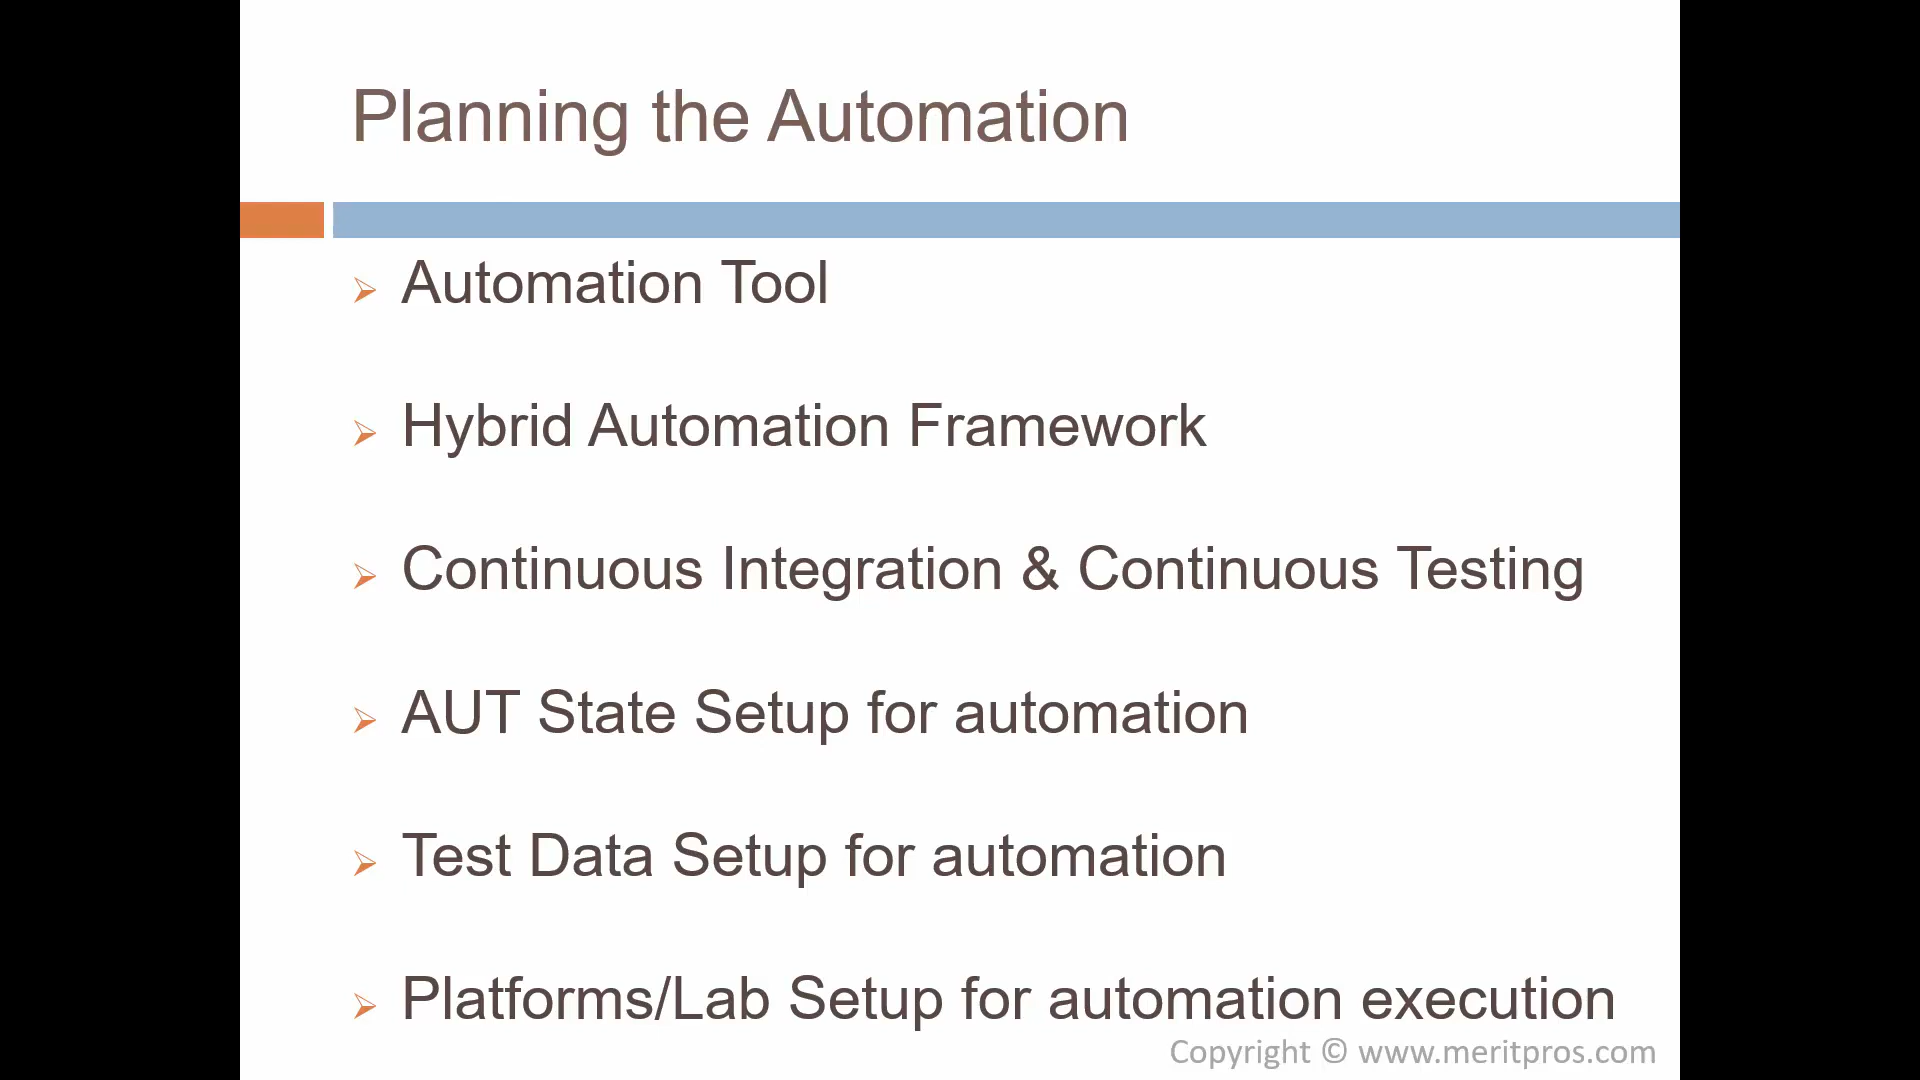 Planning the Automation
Automation Tool
Hybrid Automation Framework
Continuous Integration & Continuous Testing
AUT State Setup for automation
Test Data Setup for automation
Platforms/Lab Setup for automation execution
Copyright © www.meritpros.com